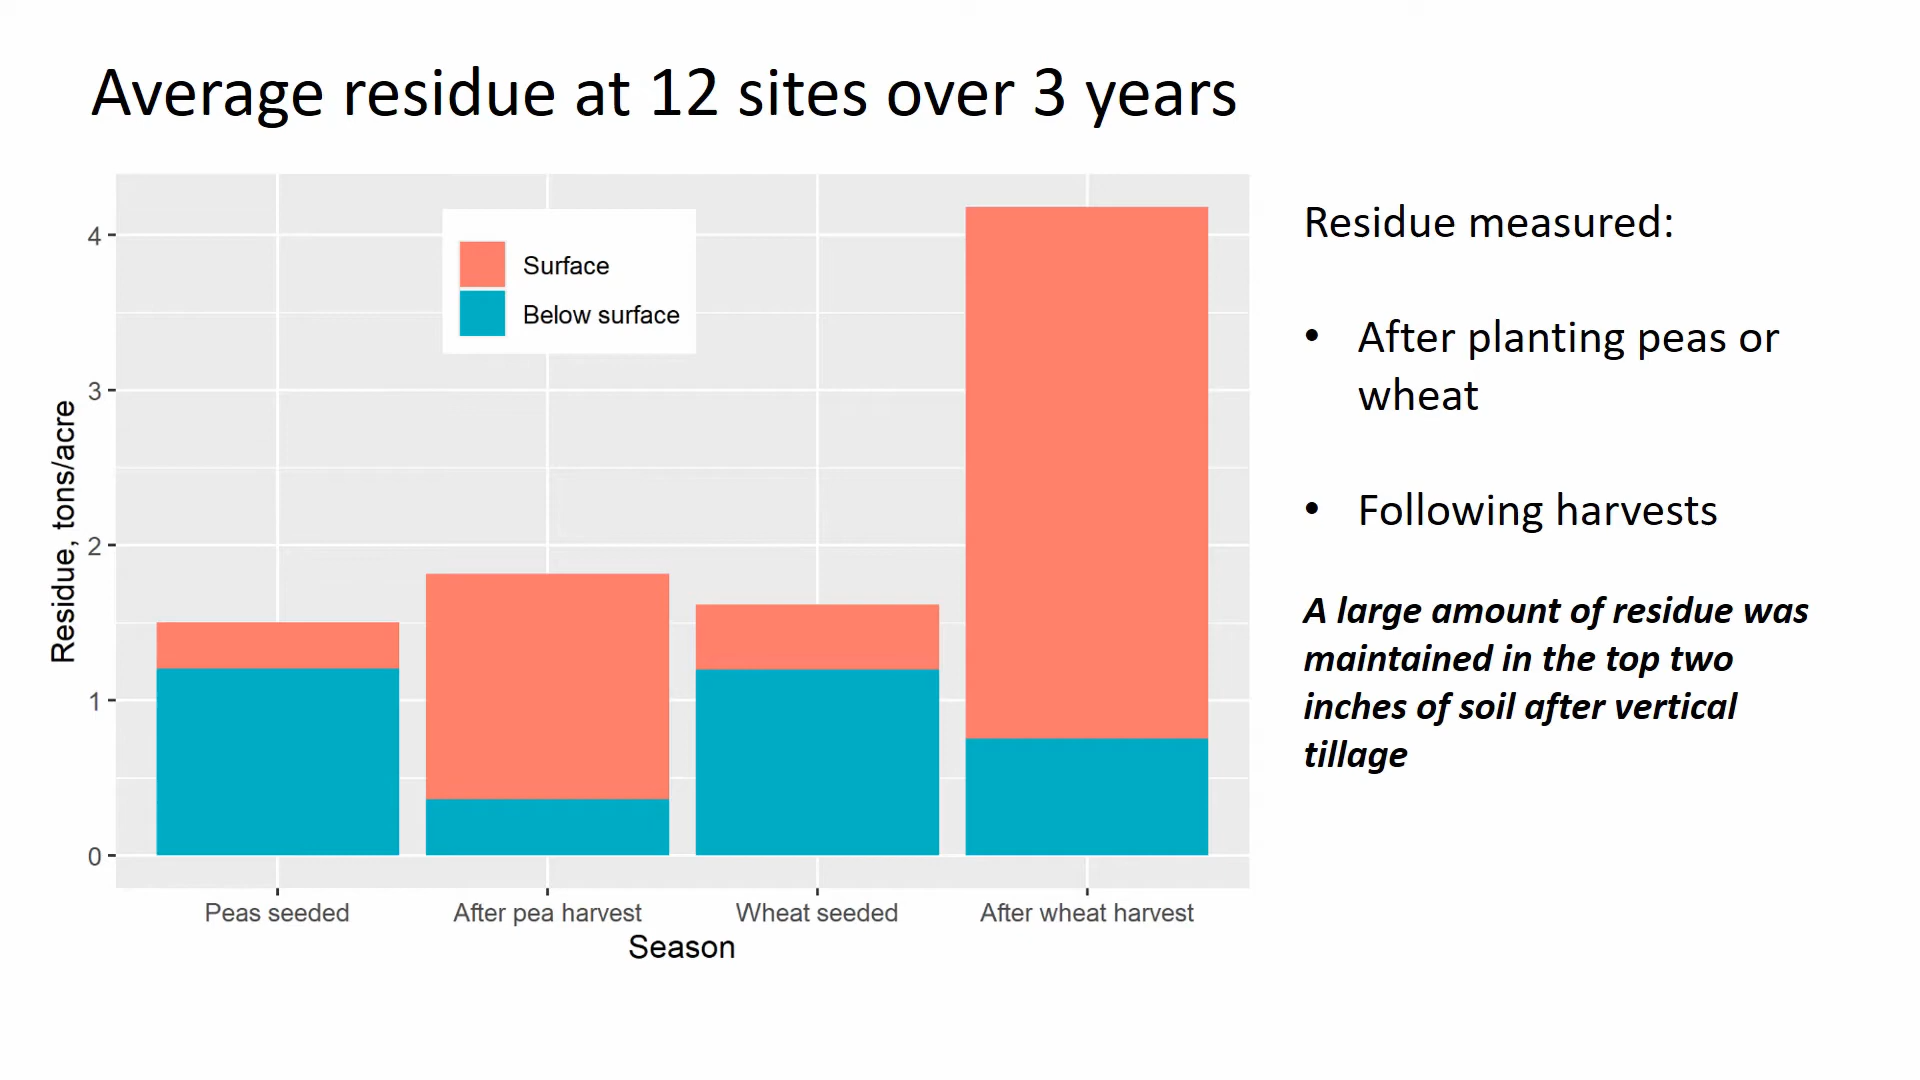 Average residue at 12 sites over 3 years
4
3
2
1
0
Residue, tons/acre
Surface
Below surface
Peas seeded
After pea harvest
Wheat seeded
After wheat harvest
Season
Residue measured:
• After planting peas or
wheat
• Following harvests
A large amount of residue was
maintained in the top two
inches of soil after vertical
tillage